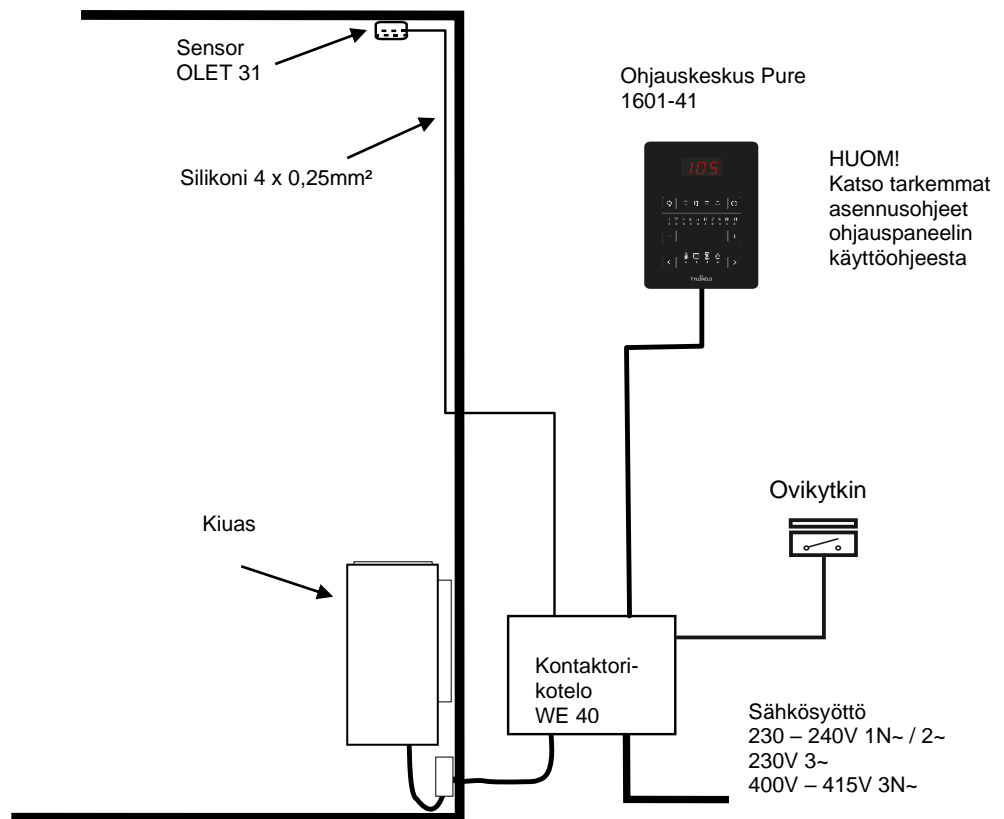 Sensor
OLET 31
Silikoni 4 x 0,25mm²
Ohjauskeskus Pure
1601-41
105
TYLÖHELO
HUOM!
Katso tarkemmat
asennusohjeet
ohjauspaneelin
käyttöohjeesta
Ovikytkin
Kiuas
Kontaktori-
kotelo
WE 40
Sähkösyöttö
230 – 240V 1N~ / 2~
230V 3~
400V – 415V 3N~